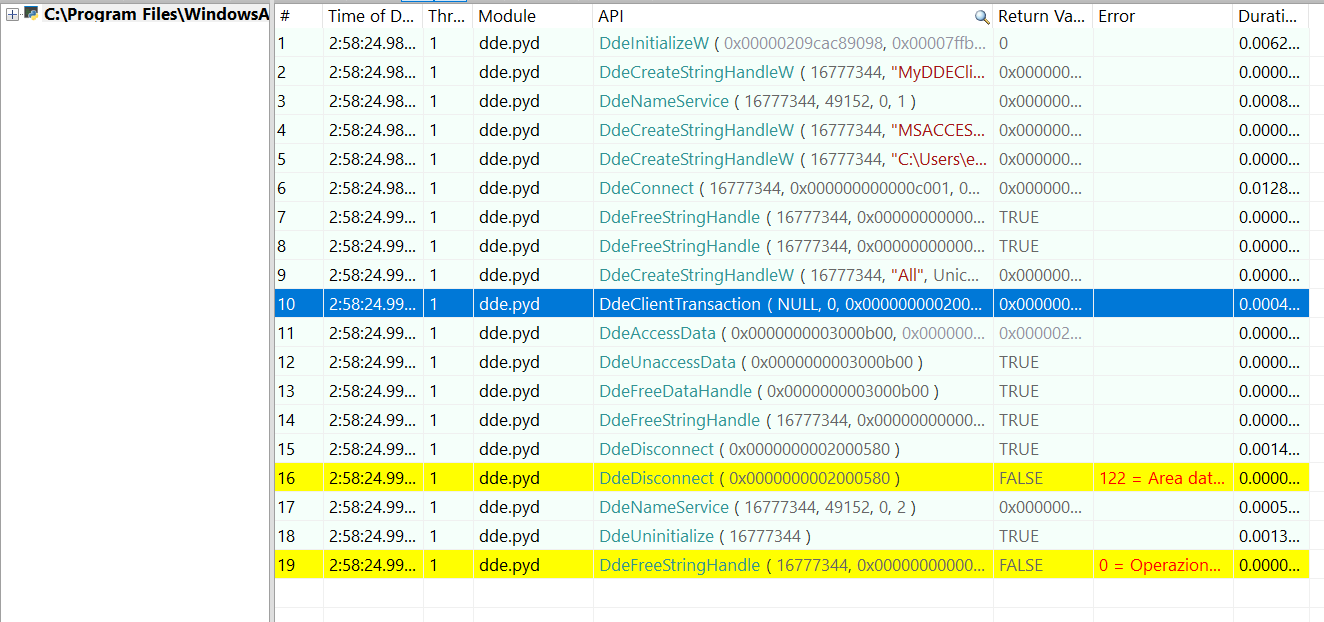 C:\Program Files\WindowsA
# Time of D... Thr... Module API Return Va... Error Durati...
1 2:58:24.98... 1 dde.pyd DdeInitializeW ( 0x00000209cac89098, 0x00007ffb... 0 0.0062...
2 2:58:24.98... 1 dde.pyd DdeCreateStringHandleW ( 16777344, "MyDDECli... 0x000000... 0.0000...
3 2:58:24.98... 1 dde.pyd DdeNameService ( 16777344, 49152, 0, 1 ) 0x000000... 0.0008...
4 2:58:24.98... 1 dde.pyd DdeCreateStringHandleW ( 16777344, "MSACCES... 0x000000... 0.0000...
5 2:58:24.98... 1 dde.pyd DdeCreateStringHandleW ( 16777344, "C:\Users\e... 0x000000... 0.0000...
6 2:58:24.98... 1 dde.pyd DdeConnect ( 16777344, 0x000000000000c001, 0... 0x000000... 0.0128...
7 2:58:24.99... 1 dde.pyd DdeFreeStringHandle ( 16777344, 0x00000000000... TRUE 0.0000...
8 2:58:24.99... 1 dde.pyd DdeFreeStringHandle ( 16777344, 0x00000000000... TRUE 0.0000...
9 2:58:24.99... 1 dde.pyd DdeCreateStringHandleW ( 16777344, "All", Unic... 0x000000... 0.0000...
10 2:58:24.99... 1 dde.pyd DdeClientTransaction ( NULL, 0, 0x000000000200... 0x000000... 0.0004...
11 2:58:24.99... 1 dde.pyd DdeAccessData ( 0x0000000003000b00, 0x000000... 0x000002... 0.0000...
12 2:58:24.99... 1 dde.pyd DdeUnaccessData ( 0x0000000003000b00 ) TRUE 0.0000...
13 2:58:24.99... 1 dde.pyd DdeFreeDataHandle ( 0x0000000003000b00 ) TRUE 0.0000...
14 2:58:24.99... 1 dde.pyd DdeFreeStringHandle ( 16777344, 0x00000000000... TRUE 0.0000...
15 2:58:24.99... 1 dde.pyd DdeDisconnect ( 0x0000000002000580 ) TRUE 0.0014...
16 2:58:24.99... 1 dde.pyd DdeDisconnect ( 0x0000000002000580 ) FALSE 122 = Area dat... 0.0000...
17 2:58:24.99... 1 dde.pyd DdeNameService ( 16777344, 49152, 0, 2 ) 0x000000... 0.0005...
18 2:58:24.99... 1 dde.pyd DdeUninitialize ( 16777344 ) TRUE 0.0013...
19 2:58:24.99... 1 dde.pyd DdeFreeStringHandle ( 16777344, 0x00000000000... FALSE 0 = Operazion... 0.0000...